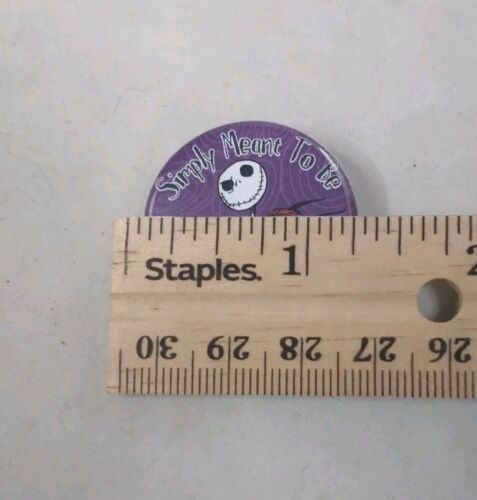 Simply Meant To Be
Staples. 1 2
30 29 28 27 26